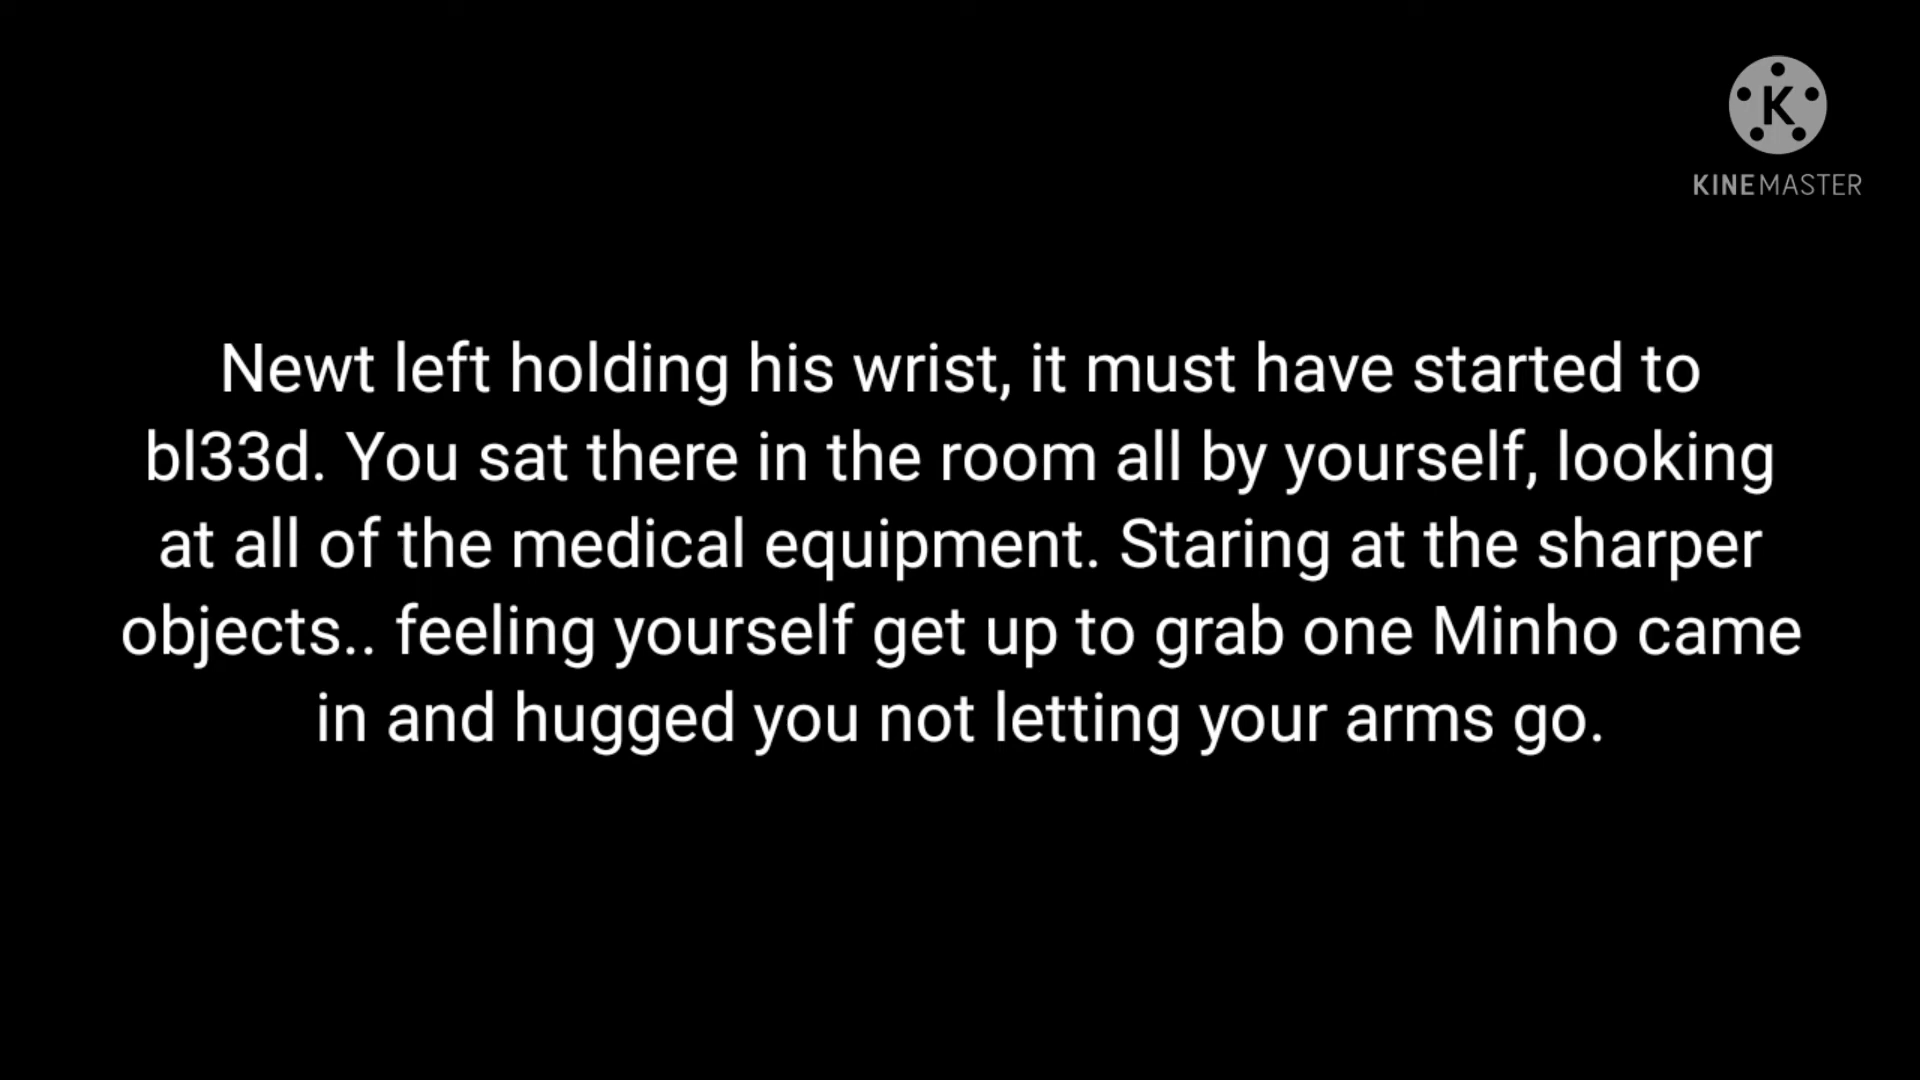 K
KINEMASTER
Newt left holding his wrist, it must have started to
bl33d. You sat there in the room all by yourself, looking
at all of the medical equipment. Staring at the sharper
objects.. feeling yourself get up to grab one Minho came
in and hugged you not letting your arms go.